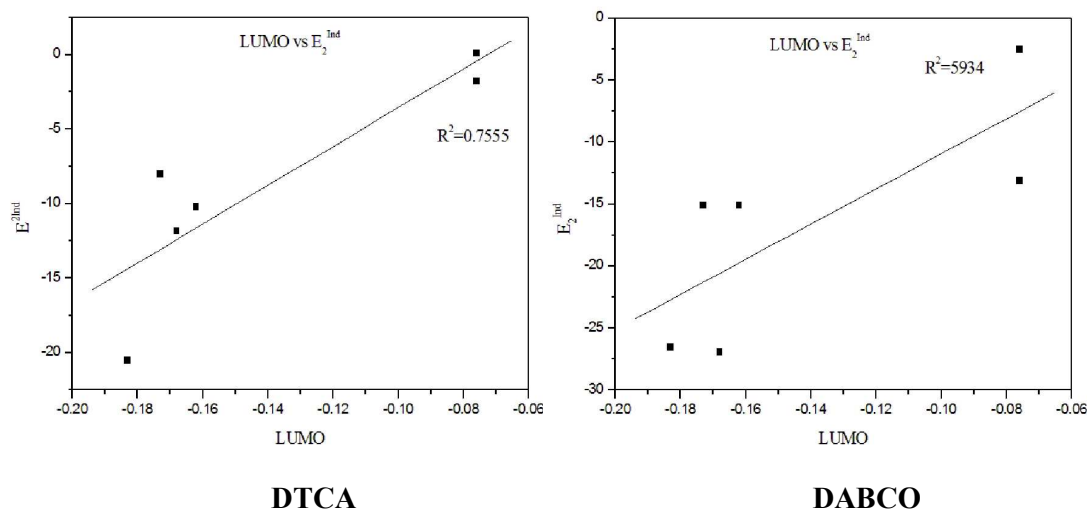 LUMO vs E₂ᴵⁿᵈ
R²=0.7555
E²ᴵⁿᵈ
0
-5
-10
-15
-20
-0.20 -0.18 -0.16 -0.14 -0.12 -0.10 -0.08 -0.06
LUMO
DTCA
LUMO vs E₂ᴵⁿᵈ
R²=5934
E₂ᴵⁿᵈ
0
-5
-10
-15
-20
-25
-30
-0.20 -0.18 -0.16 -0.14 -0.12 -0.10 -0.08 -0.06
LUMO
DABCO